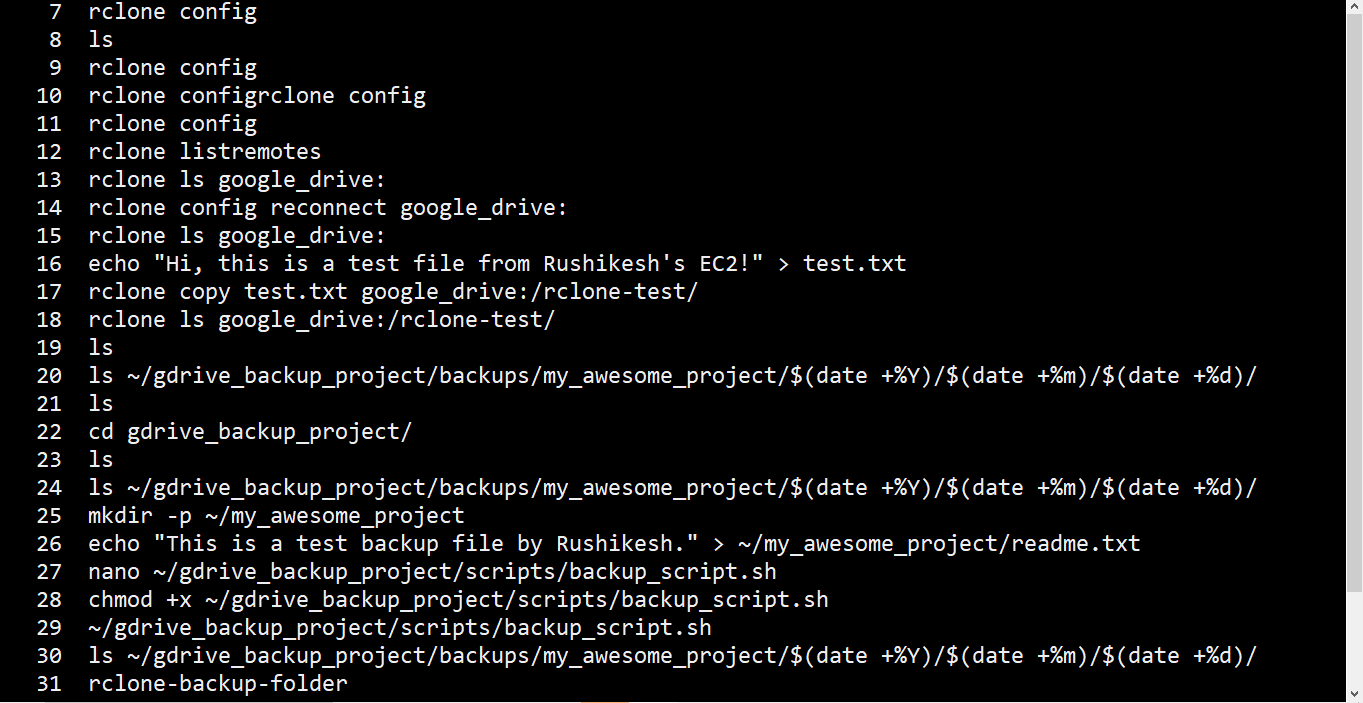 7 rclone config
8 ls
9 rclone config
10 rclone configrclone config
11 rclone config
12 rclone listremotes
13 rclone ls google_drive:
14 rclone config reconnect google_drive:
15 rclone ls google_drive:
16 echo "Hi, this is a test file from Rushikesh's EC2!" > test.txt
17 rclone copy test.txt google_drive:/rclone-test/
18 rclone ls google_drive:/rclone-test/
19 ls
20 ls ~/gdrive_backup_project/backups/my_awesome_project/$(date +%Y)/$(date +%m)/$(date +%d)/
21 ls
22 cd gdrive_backup_project/
23 ls
24 ls ~/gdrive_backup_project/backups/my_awesome_project/$(date +%Y)/$(date +%m)/$(date +%d)/
25 mkdir -p ~/my_awesome_project
26 echo "This is a test backup file by Rushikesh." > ~/my_awesome_project/readme.txt
27 nano ~/gdrive_backup_project/scripts/backup_script.sh
28 chmod +x ~/gdrive_backup_project/scripts/backup_script.sh
29 ~/gdrive_backup_project/scripts/backup_script.sh
30 ls ~/gdrive_backup_project/backups/my_awesome_project/$(date +%Y)/$(date +%m)/$(date +%d)/
31 rclone-backup-folder